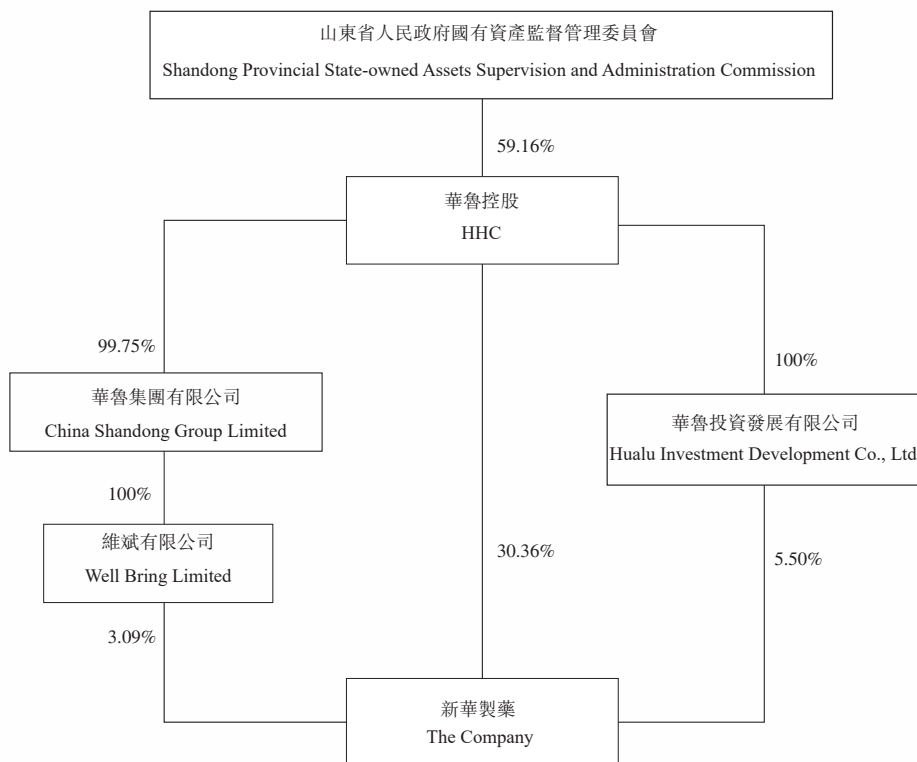 山東省人民政府國有資產監督管理委員會
Shandong Provincial State-owned Assets Supervision and Administration Commission
59.16%
華魯控股
HHC
99.75%
100%
華魯集團有限公司
China Shandong Group Limited
華魯投資發展有限公司
Hualu Investment Development Co., Ltd
100%
維斌有限公司
Well Bring Limited
30.36%
5.50%
3.09%
新華製藥
The Company